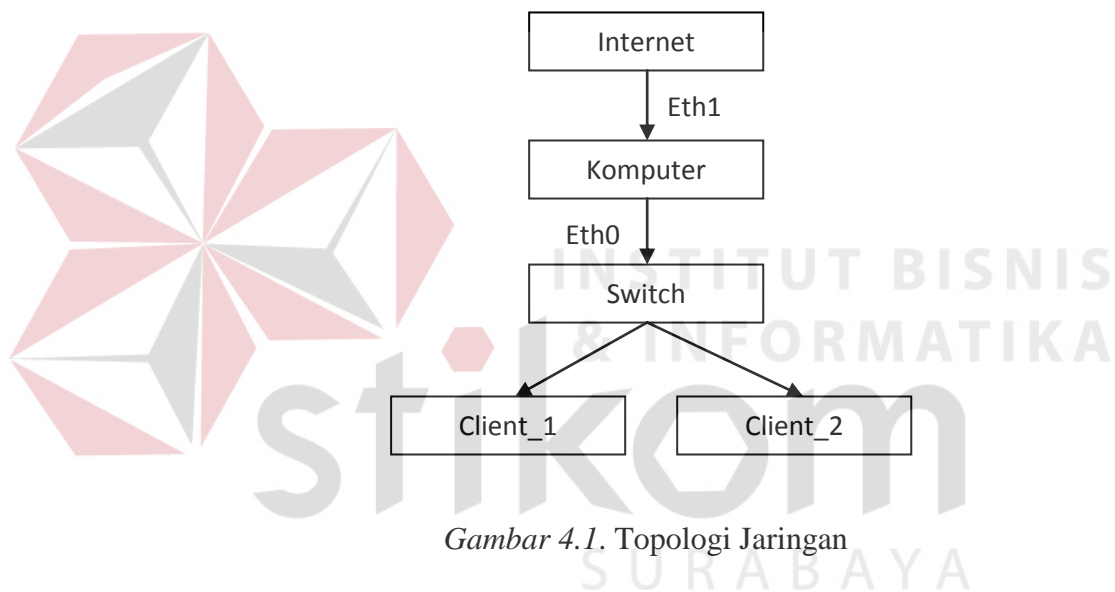 Internet
Eth1
Komputer
Eth0
INSTITUT BISNIS
Switch
& INFORMATIKA
stikom
Client_1
Client_2
Gambar 4.1. Topologi Jaringan
SURABAYA